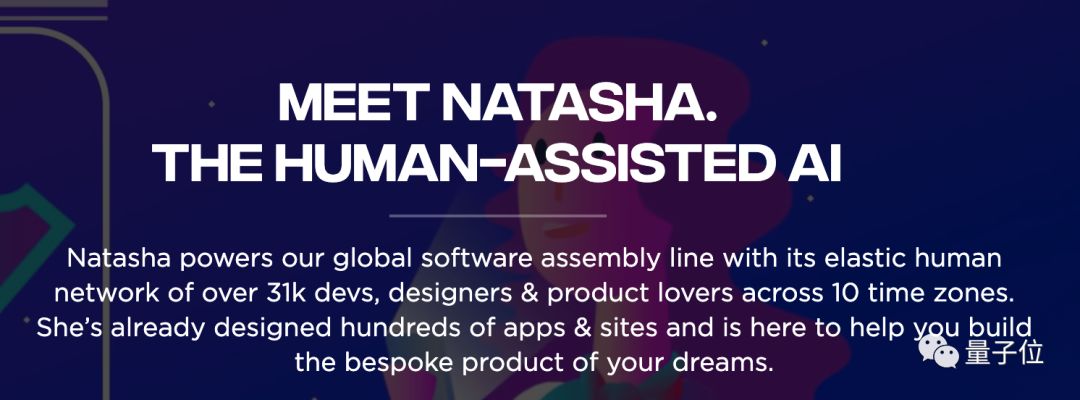 MEET NATASHA.
THE HUMAN-ASSISTED AI
Natasha powers our global software assembly line with its elastic human
network of over 31k devs, designers & product lovers across 10 time zones.
She's already designed hundreds of apps & sites and is here to help you build
the bespoke product of your dreams.
量子位